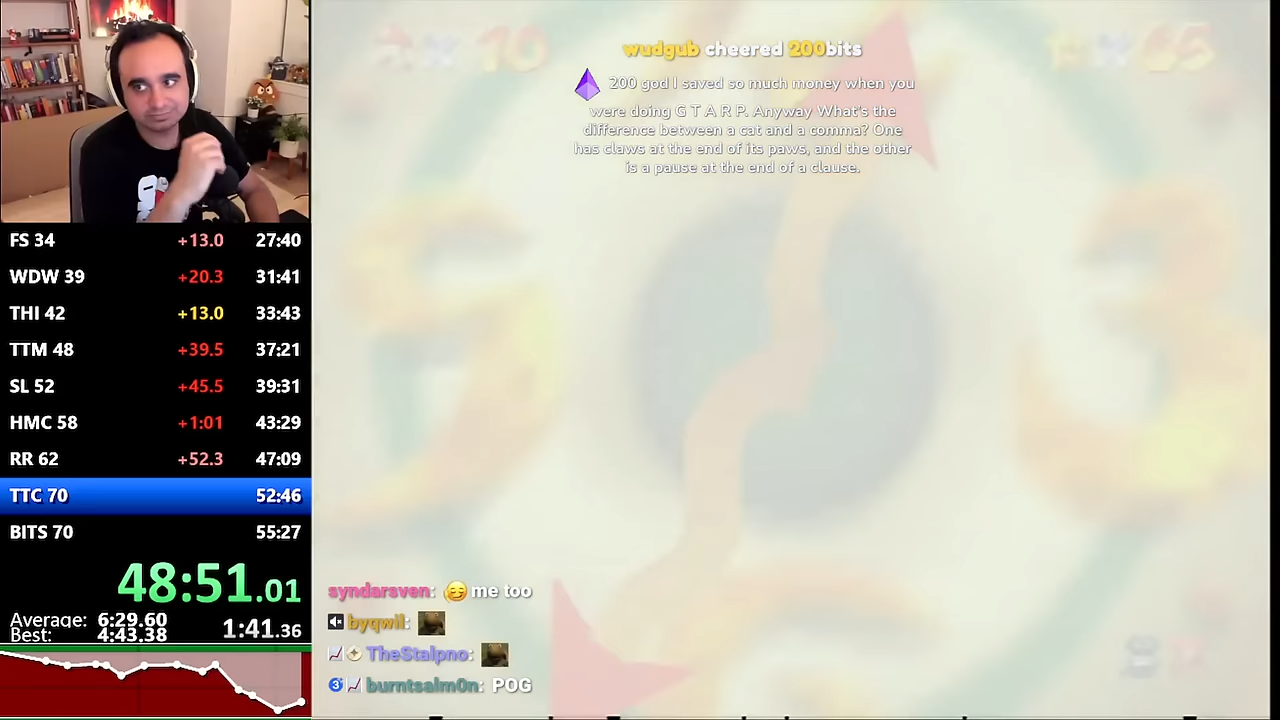 10
65
wudgub cheered 200bits
200 god I saved so much money when you
were doing G T A R P. Anyway What's the
difference between a cat and a comma? One
has claws at the end of its paws, and the other
is a pause at the end of a clause.
FS 34 +13.0 27:40
WDW 39 +20.3 31:41
THI 42 +13.0 33:43
TTM 48 +39.5 37:21
SL 52 +45.5 39:31
HMC 58 +1:01 43:29
RR 62 +52.3 47:09
TTC 70 52:46
BITS 70 55:27
48:51.01
Average: 6:29.60
Best: 4:43.38
1:41.36
syndarsven: me too
byqwil:
TheStalpno:
3 burntsalm0n: POG